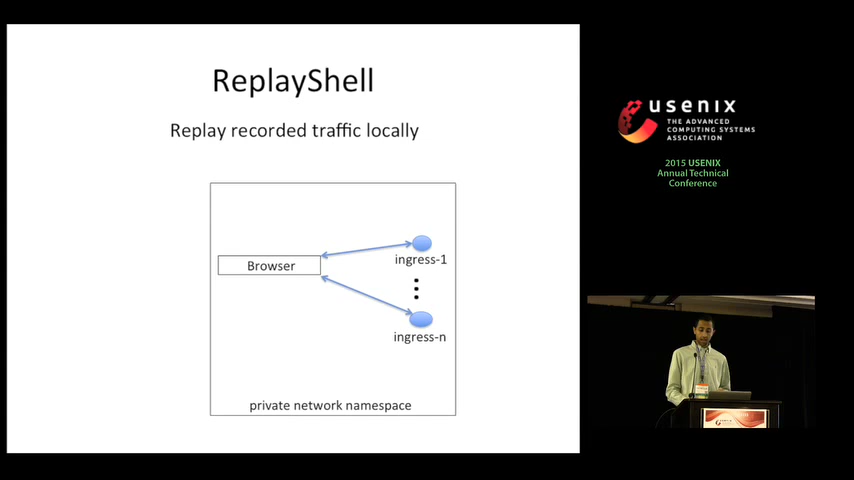 ReplayShell
Replay recorded traffic locally
Browser
ingress-1
ingress-n
private network namespace
usenix
THE ADVANCED
COMPUTING SYSTEMS
ASSOCIATION
2015 USENIX
Annual Technical
Conference